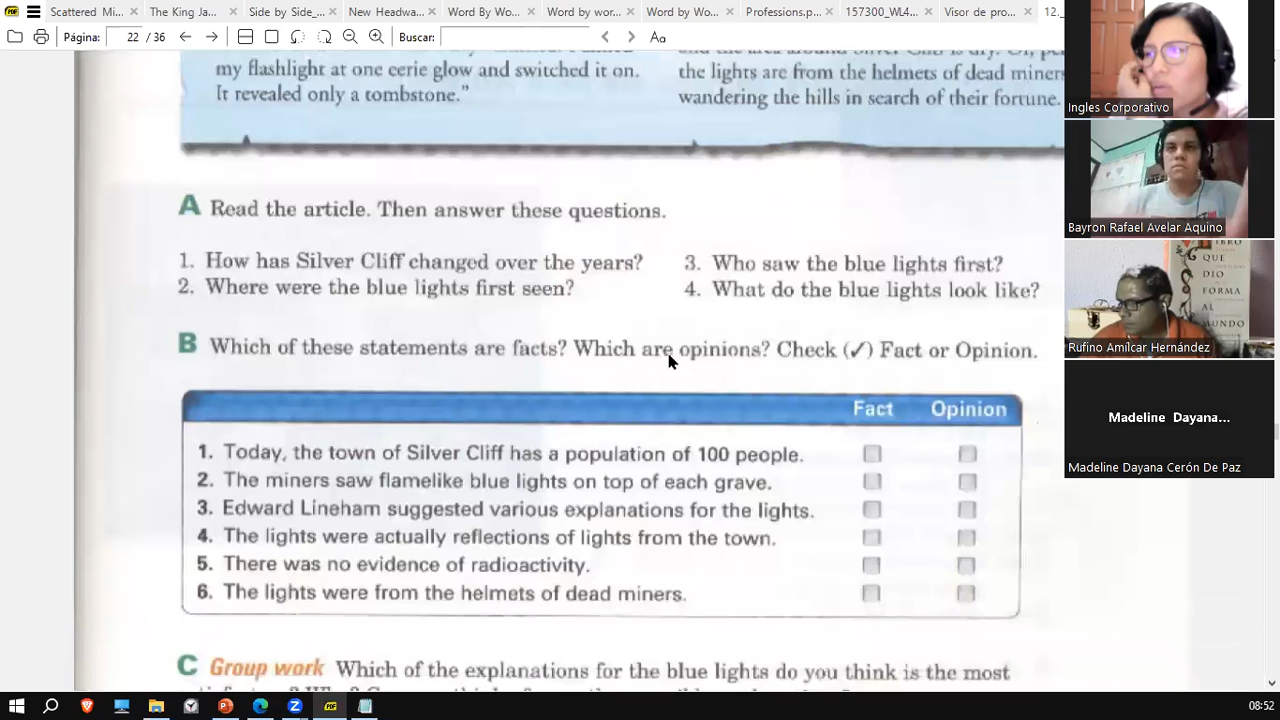 Scattered Mi...
The King Ja...
Side by Side_...
New Headwa...
Word By Wo...
Word by wor...
Word by Wo...
Professions.p...
157300_WL4...
Visor de pro...
12._
Página: 22 / 36
Buscar:
my flashlight at one eerie glow and switched it on.
It revealed only a tombstone.”
the lights are from the helmets of dead miners
wandering the hills in search of their fortune.
A Read the article. Then answer these questions.
1. How has Silver Cliff changed over the years?
2. Where were the blue lights first seen?
3. Who saw the blue lights first?
4. What do the blue lights look like?
B Which of these statements are facts? Which are opinions? Check (✓) Fact or Opinion.
Fact Opinion
1. Today, the town of Silver Cliff has a population of 100 people.
2. The miners saw flamelike blue lights on top of each grave.
3. Edward Lineham suggested various explanations for the lights.
4. The lights were actually reflections of lights from the town.
5. There was no evidence of radioactivity.
6. The lights were from the helmets of dead miners.
C Group work Which of the explanations for the blue lights do you think is the most
Ingles Corporativo
Bayron Rafael Avelar Aquino
LIBRO
QUE
DIO
FORMA
AL
MUNDO
Rufino Amílcar Hernández
Madeline Dayana...
Madeline Dayana Cerón De Paz
08:52